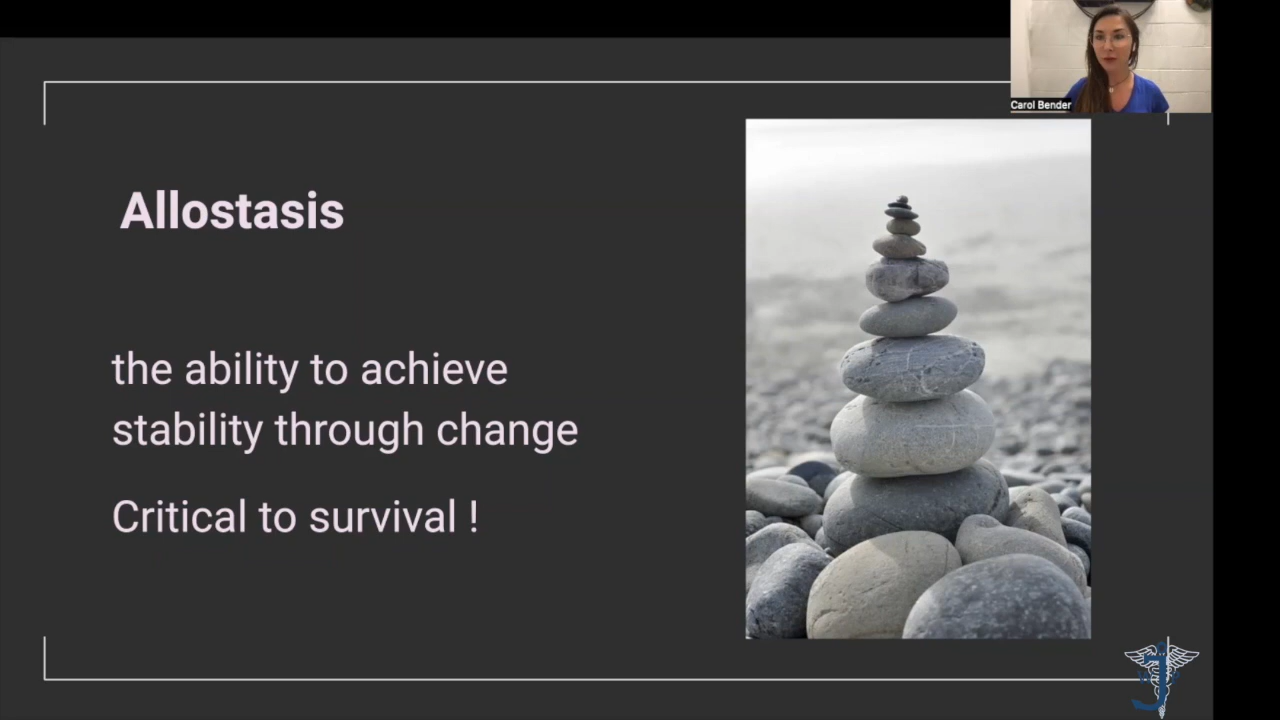 Carol Bender
Allostasis
the ability to achieve
stability through change
Critical to survival !